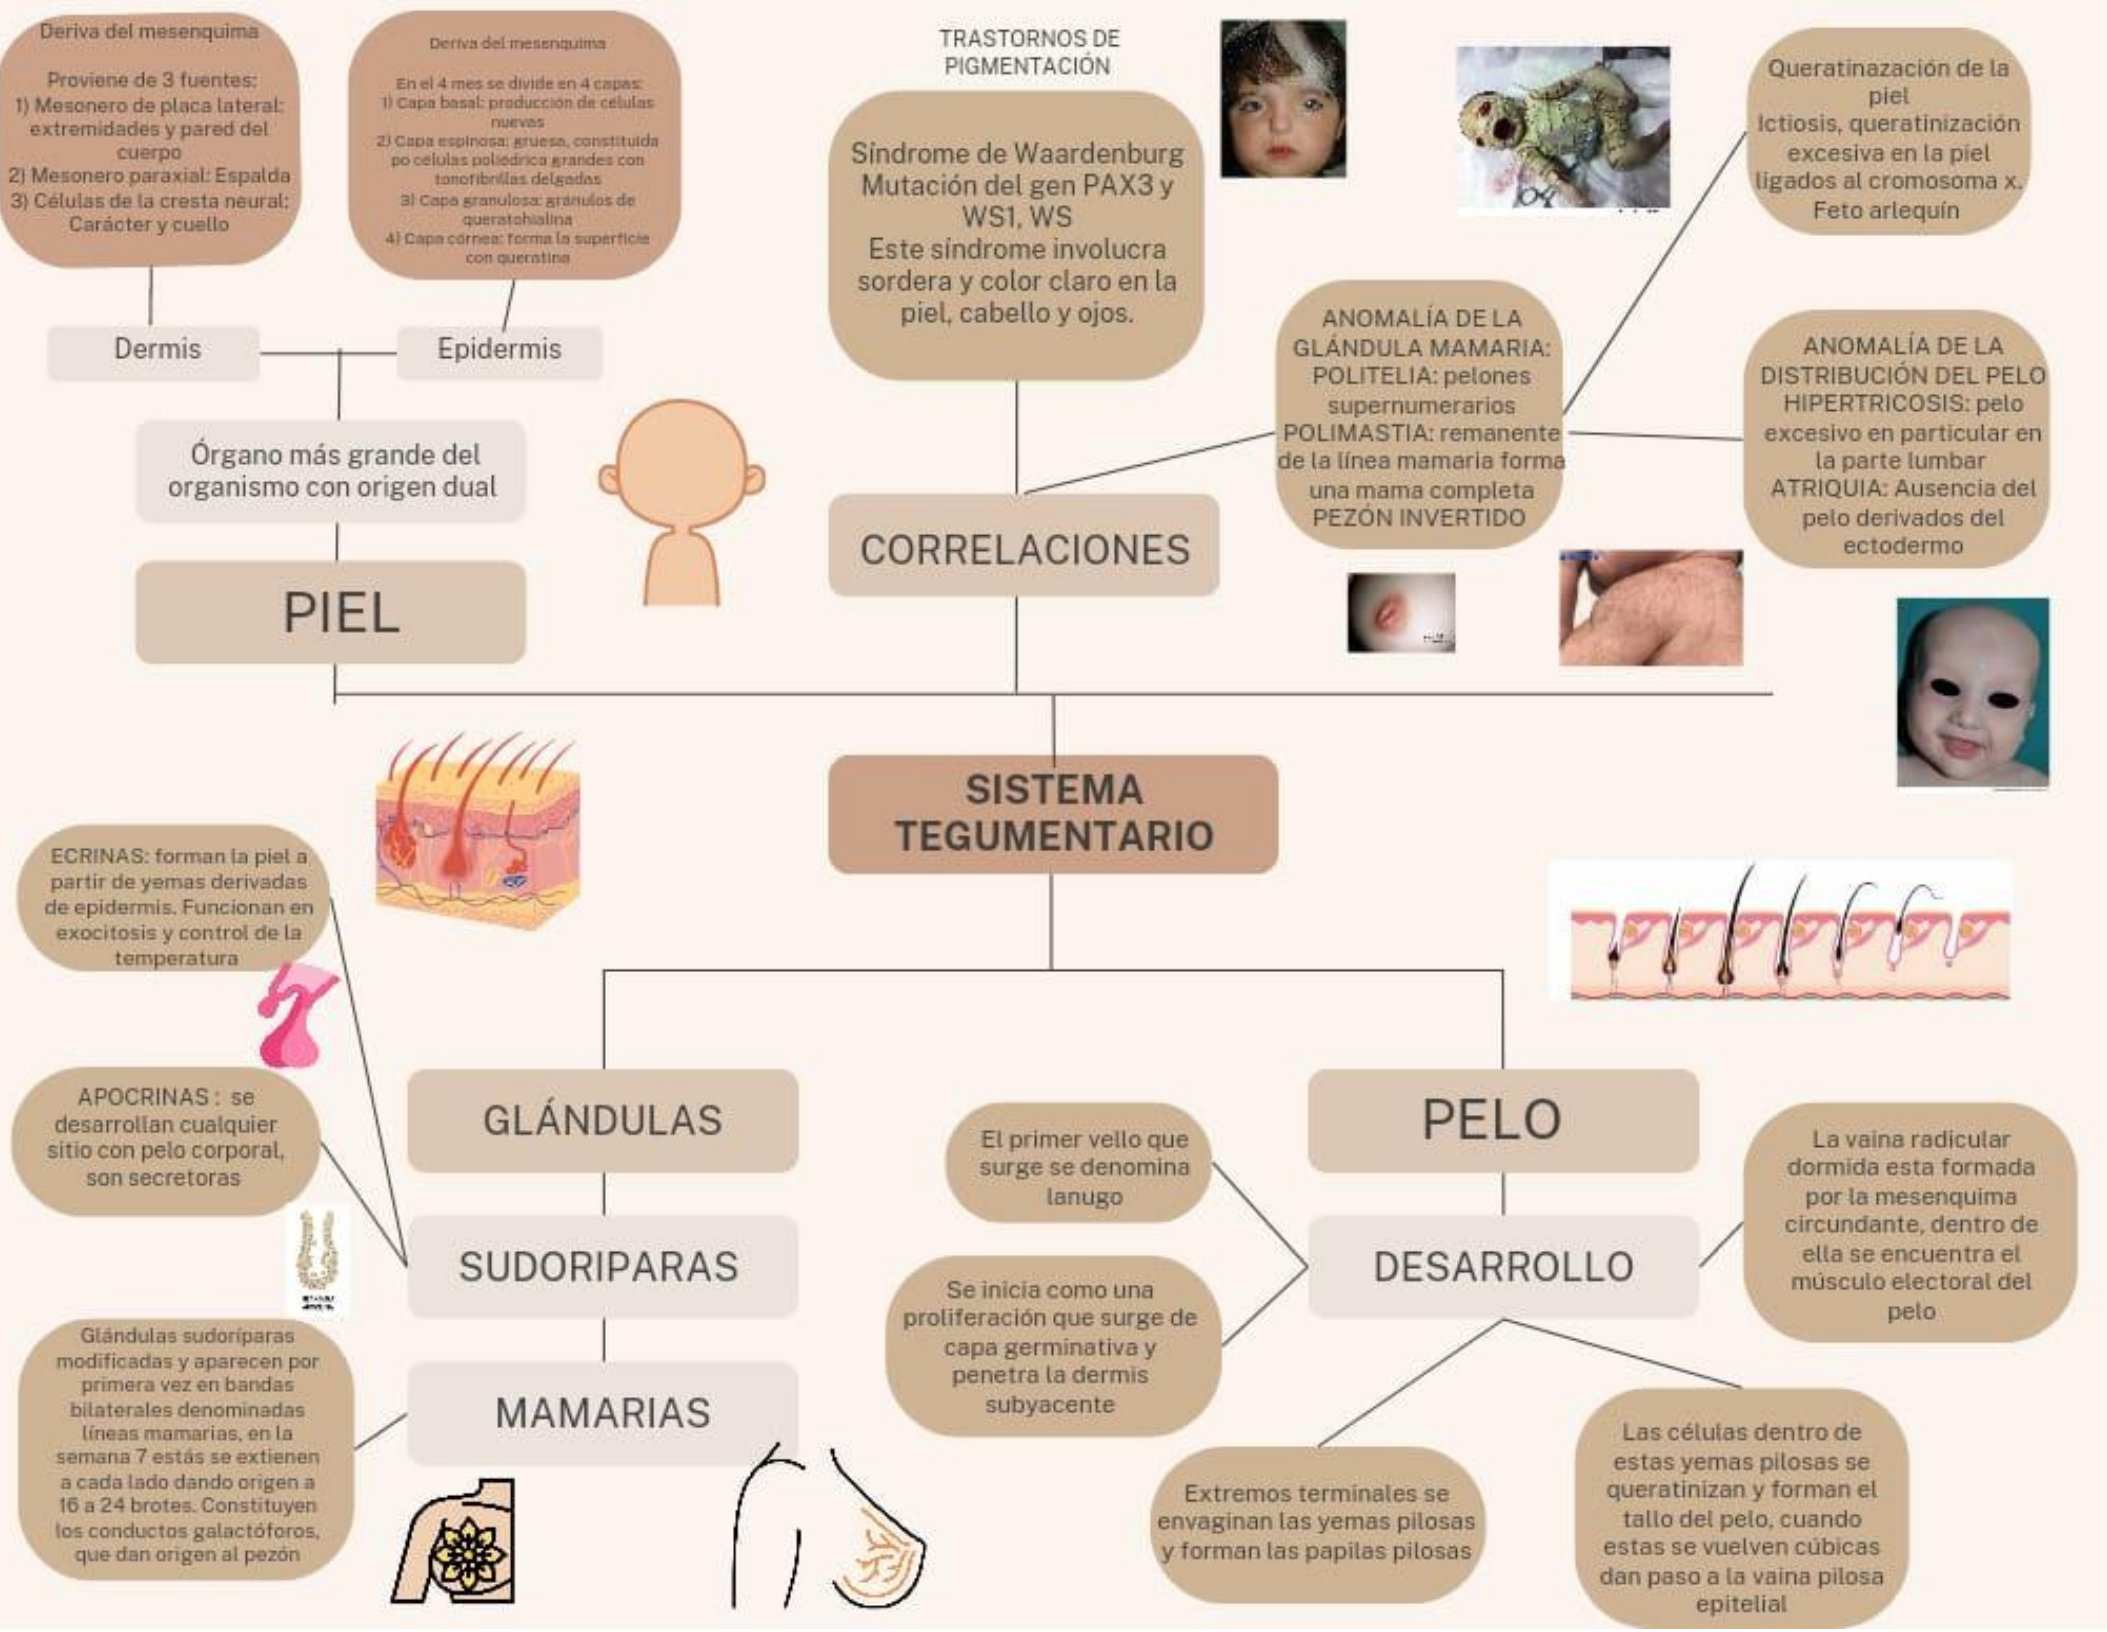 Deriva del mesenquima
Proviene de 3 fuentes:
1) Mesonero de placa lateral:
extremidades y pared del
cuerpo
2) Mesonero paraxial: Espalda
3) Células de la cresta neural:
Carácter y cuello
Deriva del mesenquima
En el 4 mes se divide en 4 capas:
1) Capa basal: producción de células
nuevas
2) Capa espinosa: gruesa, constituida
po células poliédrica grandes con
tonofibrillas delgadas
3) Capa granulosa: gránulos de
queratohialina
4) Capa córnea: forma la superficie
con queratina
Dermis
Epidermis
Órgano más grande del
organismo con origen dual
PIEL
TRASTORNOS DE
PIGMENTACIÓN
Síndrome de Waardenburg
Mutación del gen PAX3 y
WS1, WS
Este síndrome involucra
sordera y color claro en la
piel, cabello y ojos.
CORRELACIONES
ANOMALÍA DE LA
GLÁNDULA MAMARIA:
POLITELIA: pelones
supernumerarios
POLIMASTIA: remanente
de la línea mamaria forma
una mama completa
PEZÓN INVERTIDO
Queratinazación de la
piel
Ictiosis, queratinización
excesiva en la piel
ligados al cromosoma x.
Feto arlequín
ANOMALÍA DE LA
DISTRIBUCIÓN DEL PELO
HIPERTRICOSIS: pelo
excesivo en particular en
la parte lumbar
ATRIQUIA: Ausencia del
pelo derivados del
ectodermo
SISTEMA
TEGUMENTARIO
ECRINAS: forman la piel a
partir de yemas derivadas
de epidermis. Funcionan en
exocitosis y control de la
temperatura
APOCRINAS : se
desarrollan cualquier
sitio con pelo corporal,
son secretoras
Glándulas sudoríparas
modificadas y aparecen por
primera vez en bandas
bilaterales denominadas
líneas mamarias, en la
semana 7 estás se extienen
a cada lado dando origen a
16 a 24 brotes. Constituyen
los conductos galactóforos,
que dan origen al pezón
GLÁNDULAS
SUDORIPARAS
MAMARIAS
PELO
DESARROLLO
El primer vello que
surge se denomina
lanugo
Se inicia como una
proliferación que surge de
capa germinativa y
penetra la dermis
subyacente
Extremos terminales se
envaginan las yemas pilosas
y forman las papilas pilosas
Las células dentro de
estas yemas pilosas se
queratinizan y forman el
tallo del pelo, cuando
estas se vuelven cúbicas
dan paso a la vaina pilosa
epitelial
La vaina radicular
dormida esta formada
por la mesenquima
circundante, dentro de
ella se encuentra el
músculo electoral del
pelo